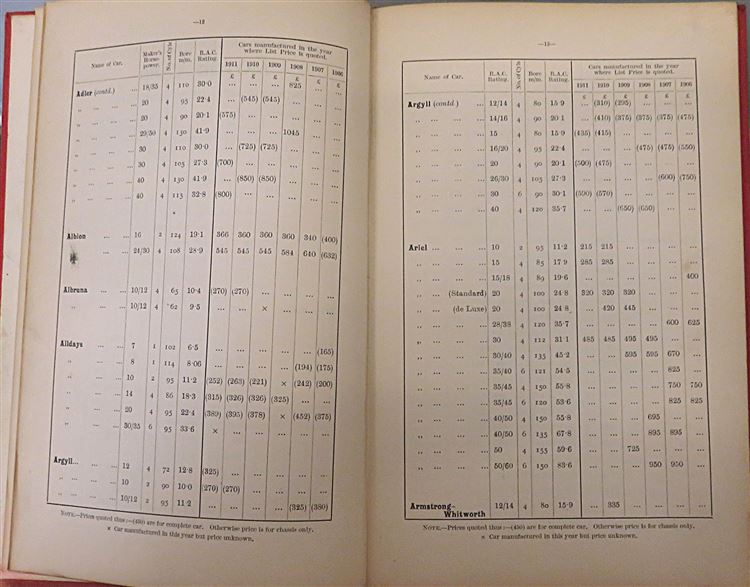 —12
Name of Car. Maker's Horse-power. No. of Cyls Bore m/m. R.A.C. Rating. Cars manufactured in the year where List Price is quoted.
1911 1910 1909 1908 1907 1906
£ £ £ £ £ £
Adler (contd.) ... 18/35 4 110 30·0 ... ... ... 825 ... ...
,, ... ... ... 20 4 95 22·4 ... (545) (545) ... ... ...
,, ... ... ... 20 4 90 20·1 (575) ... ... ... ... ...
,, ... ... ... 29/50 4 130 41·9 ... ... ... 1045 ... ...
,, ... ... ... 30 4 110 30·0 ... (725) (725) ... ... ...
,, ... ... ... 30 4 105 27·3 (700) ... ... ... ... ...
,, ... ... ... 40 4 130 41·9 ... (850) (850) ... ... ...
,, ... ... ... 40 4 115 32·8 (800) ... ... ... ... ...
Albion ... ... 16 2 124 19·1 366 360 360 360 340 (400)
... ... ... 24/30 4 108 28·9 545 545 545 584 640 (632)
Albruna ... ... 10/12 4 65 10·4 (270) (270) ... ... ... ...
,, ... ... ... 10/12 4 62 9·5 ... ... × ... ... ...
Alldays ... ... 7 1 102 6·5 ... ... ... ... ... (165)
,, ... ... ... 8 1 114 8·06 ... ... ... ... (194) (175)
,, ... ... ... 10 2 95 11·2 (252) (263) (221) × (242) (200)
,, ... ... ... 14 4 86 18·3 (315) (326) (326) (325) ... ...
,, ... ... ... 20 4 95 22·4 (389) (395) (378) × (452) (375)
,, ... ... ... 30/35 6 95 33·6 × ... ... ... ... ...
Argyll... ... ... 12 4 72 12·8 (325) ... ... ... ... ...
,, ... ... ... 10 2 90 10·0 (270) (270) ... ... ... ...
,, ... ... ... 10/12 2 95 11·2 ... ... ... ... (325) (380)
NOTE.—Prices quoted thus :—(450) are for complete car. Otherwise price is for chassis only.
× Car manufactured in this year but price unknown.
—13—
Name of Car. R.A.C. Rating. No. of Cyls Bore m/m. R.A.C. Rating. Cars manufactured in the year where List Price is quoted.
1911 1910 1909 1908 1907 1906
£ £ £ £ £ £
Argyll (contd.) ... 12/14 4 80 15·9 ... (310) (295) ... ... ...
,, ... ... ... 14/16 4 90 20·1 ... (410) (375) (375) (375) (475)
,, ... ... ... 15 4 80 15·9 (435) (415) ... ... ... ...
,, ... ... ... 16/20 4 95 22·4 ... ... ... (475) (475) (550)
,, ... ... ... 20 4 90 20·1 (500) (475) ... ... ... ...
,, ... ... ... 26/30 4 105 27·3 ... ... ... ... (600) (750)
,, ... ... ... 30 6 90 30·1 (590) (570) ... ... ... ...
,, ... ... ... 40 4 120 35·7 ... ... (650) (650) ... ...
Ariel ... ... ... 10 2 95 11·2 215 215 ... ... ... ...
,, ... ... ... 15 4 85 17·9 285 285 ... ... ... ...
,, ... ... ... 15/18 4 89 19·6 ... ... ... ... ... 400
,, ... (Standard) 20 4 100 24·8 320 320 320 ... ... ...
,, ... (de Luxe) 20 4 100 24·8 ... 420 445 ... ... ...
,, ... ... ... 28/38 4 120 35·7 ... ... ... ... 600 625
,, ... ... ... 30 4 112 31·1 485 485 495 495 ... ...
,, ... ... ... 30/40 4 135 45·2 ... ... 595 595 670 ...
,, ... ... ... 35/40 6 121 54·5 ... ... ... ... 825 ...
,, ... ... ... 35/45 4 150 55·8 ... ... ... ... 750 750
,, ... ... ... 35/45 6 120 53·6 ... ... ... ... 825 825
,, ... ... ... 40/50 4 150 55·8 ... ... ... 695 ... ...
,, ... ... ... 40/50 6 135 67·8 ... ... ... 895 895 ...
,, ... ... ... 50 4 155 59·6 ... ... 725 ... ... ...
,, ... ... ... 50/60 6 150 83·6 ... ... ... 950 950 ...
Armstrong-
Whitworth 12/14 4 80 15·9 ... 335 ... ... ... ...
NOTE.—Prices quoted thus :—(450) are for complete car. Otherwise price is for chassis only.
× Car manufactured in this year but price unknown.